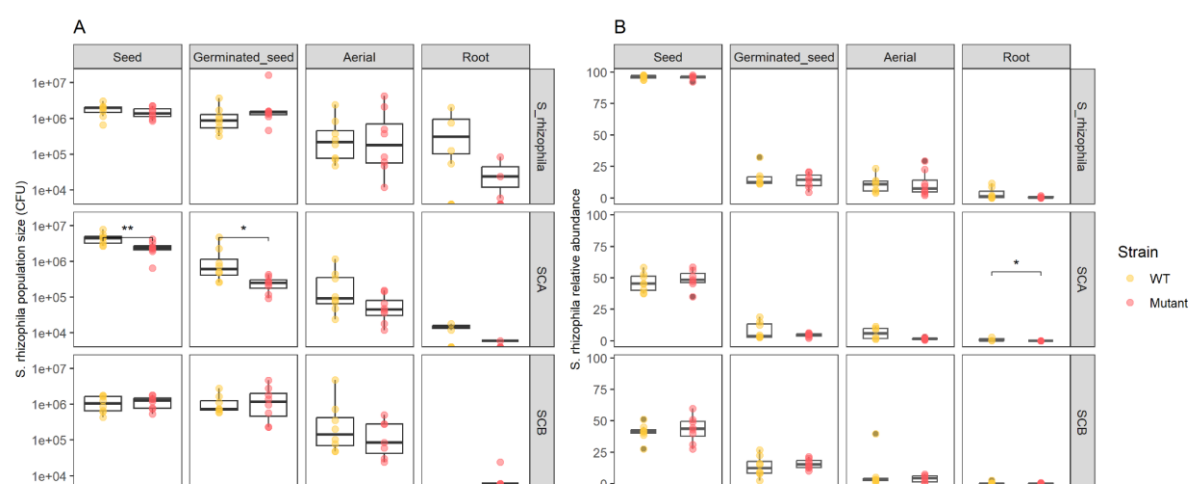 A
Seed Germinated_seed Aerial Root
1e+07
1e+06
1e+05
1e+04
S_rhizophila
1e+07
1e+06
1e+05
1e+04
** *
SCA
1e+07
1e+06
1e+05
1e+04
SCB
S. rhizophila population size (CFU)
B
Seed Germinated_seed Aerial Root
100
75
50
25
0
S_rhizophila
100
75
50
25
0
*
SCA
100
75
50
25
0
SCB
S. rhizophila relative abundance
Strain
WT
Mutant